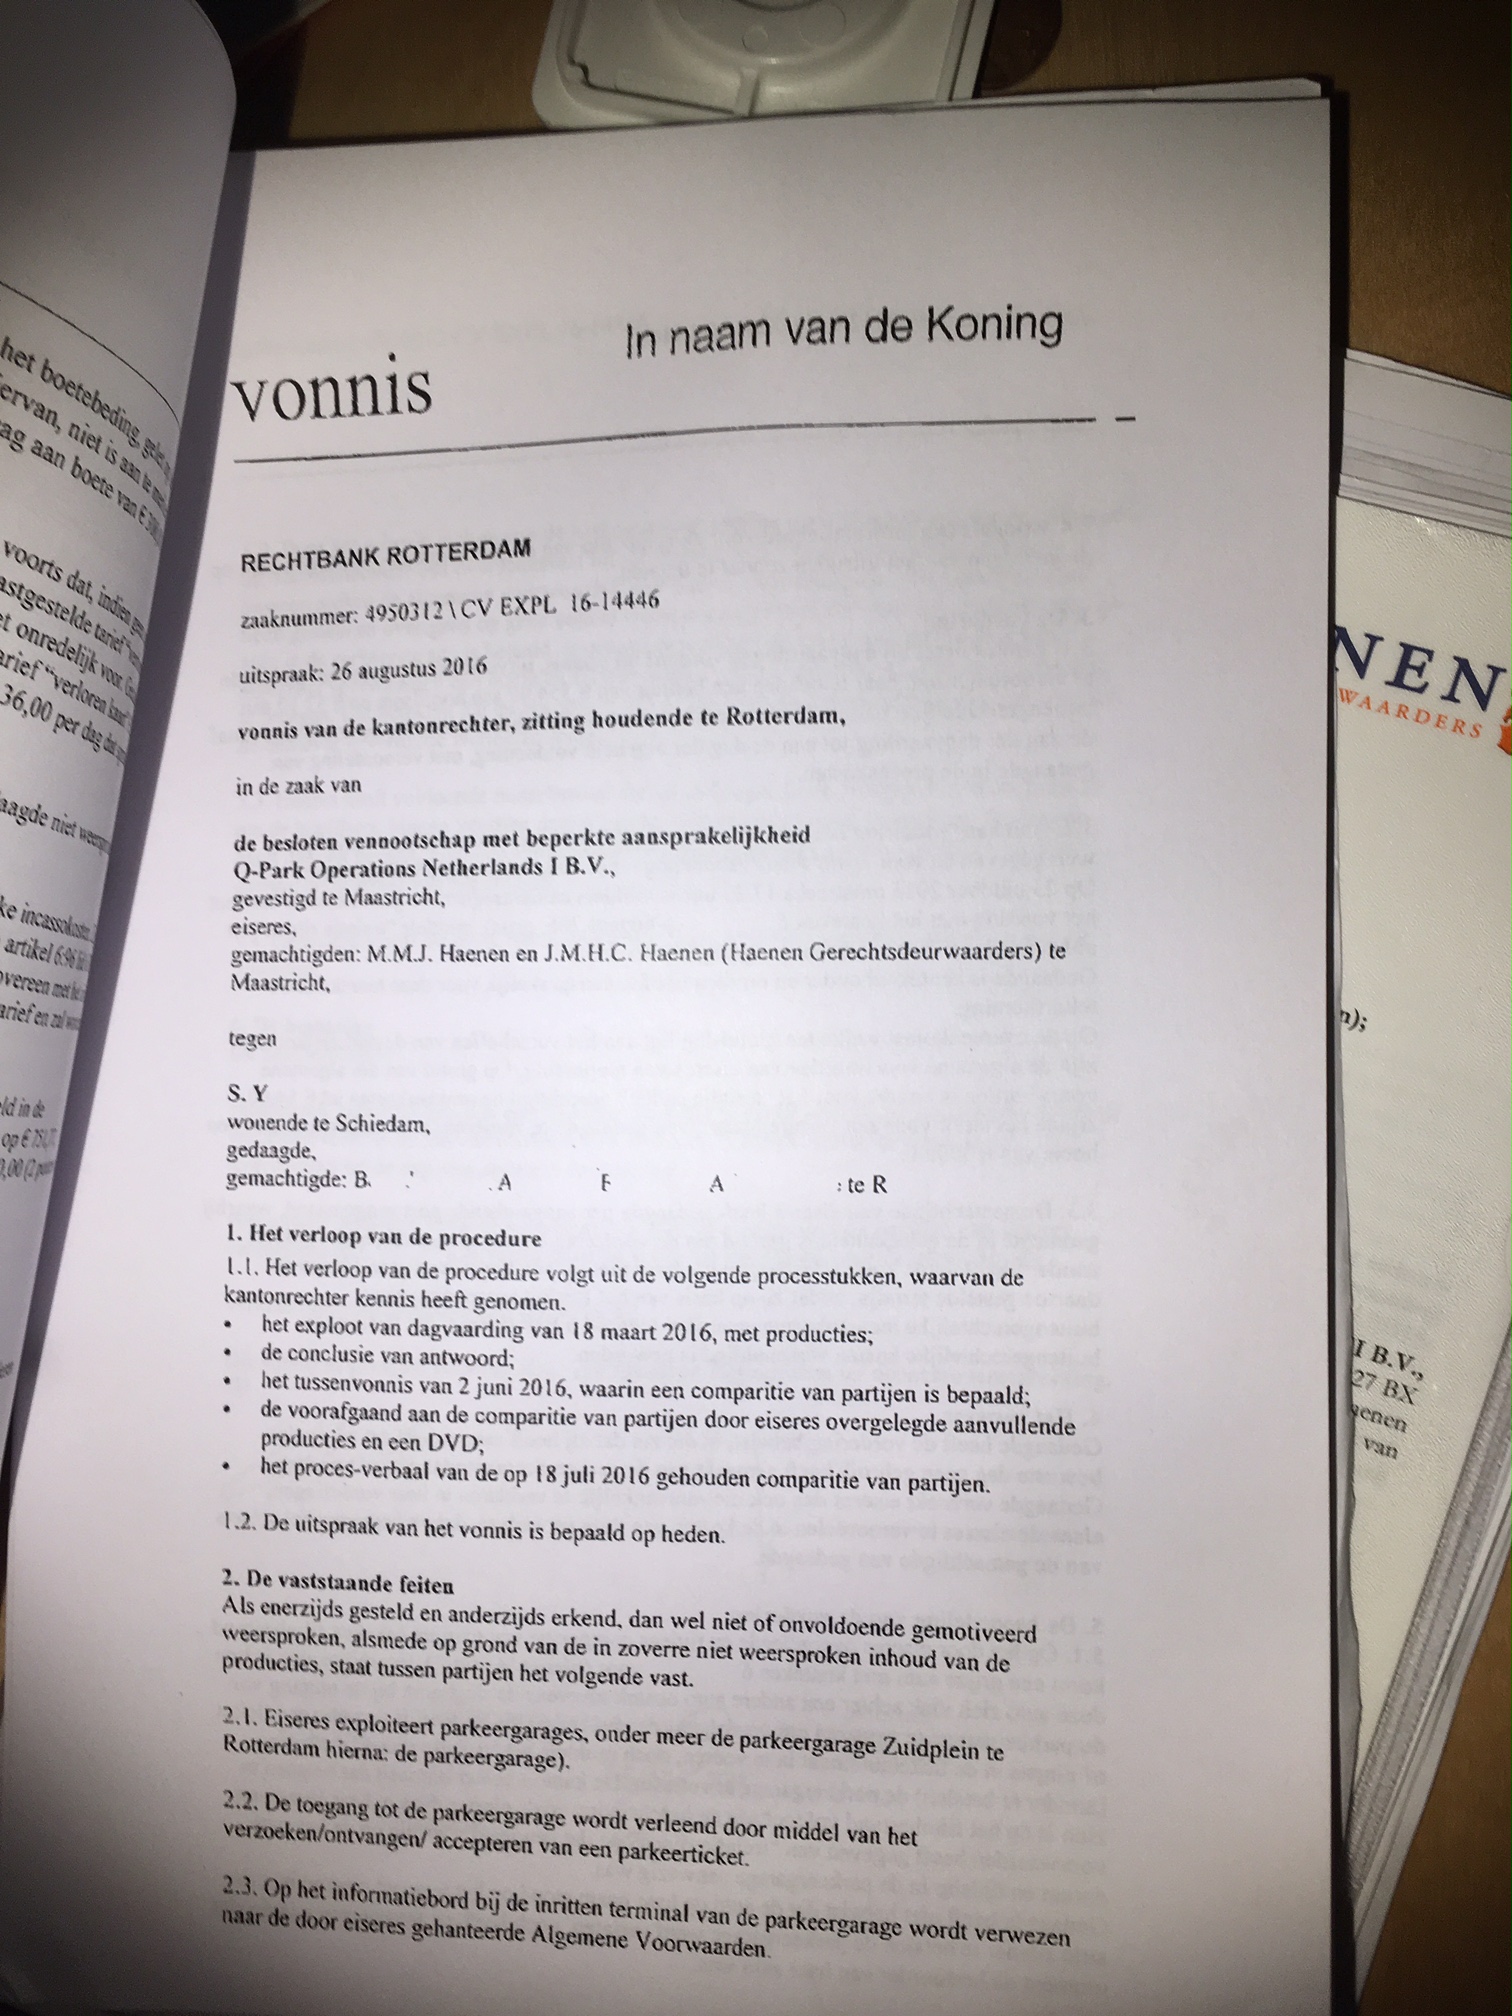 het boetebeding,
ervan, niet is aan te
ag aan boete van €
voorts dat, indien
astgestelde tarief
et onredelijk voor.
arief "verloren kaart"
36,00 per dag dat
aagde niet
ke incassokosten
artikel 6:96
overeen met het
arief en zal
eld in de
op €
0,00 (2
In naam van de Koning
vonnis
RECHTBANK ROTTERDAM
zaaknummer: 4950312 \ CV EXPL 16-14446
uitspraak: 26 augustus 2016
vonnis van de kantonrechter, zitting houdende te Rotterdam,
in de zaak van
de besloten vennootschap met beperkte aansprakelijkheid
Q-Park Operations Netherlands I B.V.,
gevestigd te Maastricht,
eiseres,
gemachtigden: M.M.J. Haenen en J.M.H.C. Haenen (Haenen Gerechtsdeurwaarders) te
Maastricht,
tegen
S. Y
wonende te Schiedam,
gedaagde,
gemachtigde: B. A F A : te R
1. Het verloop van de procedure
1.1. Het verloop van de procedure volgt uit de volgende processtukken, waarvan de
kantonrechter kennis heeft genomen.
• het exploot van dagvaarding van 18 maart 2016, met producties;
• de conclusie van antwoord;
• het tussenvonnis van 2 juni 2016, waarin een comparitie van partijen is bepaald;
• de voorafgaand aan de comparitie van partijen door eiseres overgelegde aanvullende
producties en een DVD;
• het proces-verbaal van de op 18 juli 2016 gehouden comparitie van partijen.
1.2. De uitspraak van het vonnis is bepaald op heden.
2. De vaststaande feiten
Als enerzijds gesteld en anderzijds erkend, dan wel niet of onvoldoende gemotiveerd
weersproken, alsmede op grond van de in zoverre niet weersproken inhoud van de
producties, staat tussen partijen het volgende vast.
2.1. Eiseres exploiteert parkeergarages, onder meer de parkeergarage Zuidplein te
Rotterdam hierna: de parkeergarage).
2.2. De toegang tot de parkeergarage wordt verleend door middel van het
verzoeken/ontvangen/ accepteren van een parkeerticket.
2.3. Op het informatiebord bij de inritten terminal van de parkeergarage wordt verwezen
naar de door eiseres gehanteerde Algemene Voorwaarden.
NEN
WAARDERS
n);
I B.V.,
27 BX
aenen
van